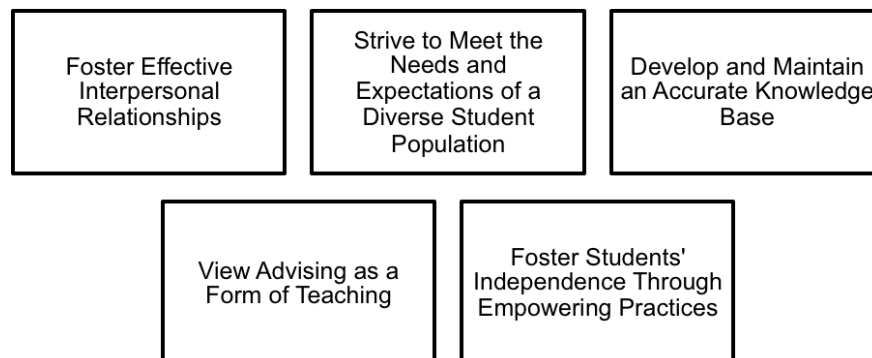 Foster Effective
Interpersonal
Relationships
Strive to Meet the
Needs and
Expectations of a
Diverse Student
Population
Develop and Maintain
an Accurate Knowledge
Base
View Advising as a
Form of Teaching
Foster Students'
Independence Through
Empowering Practices